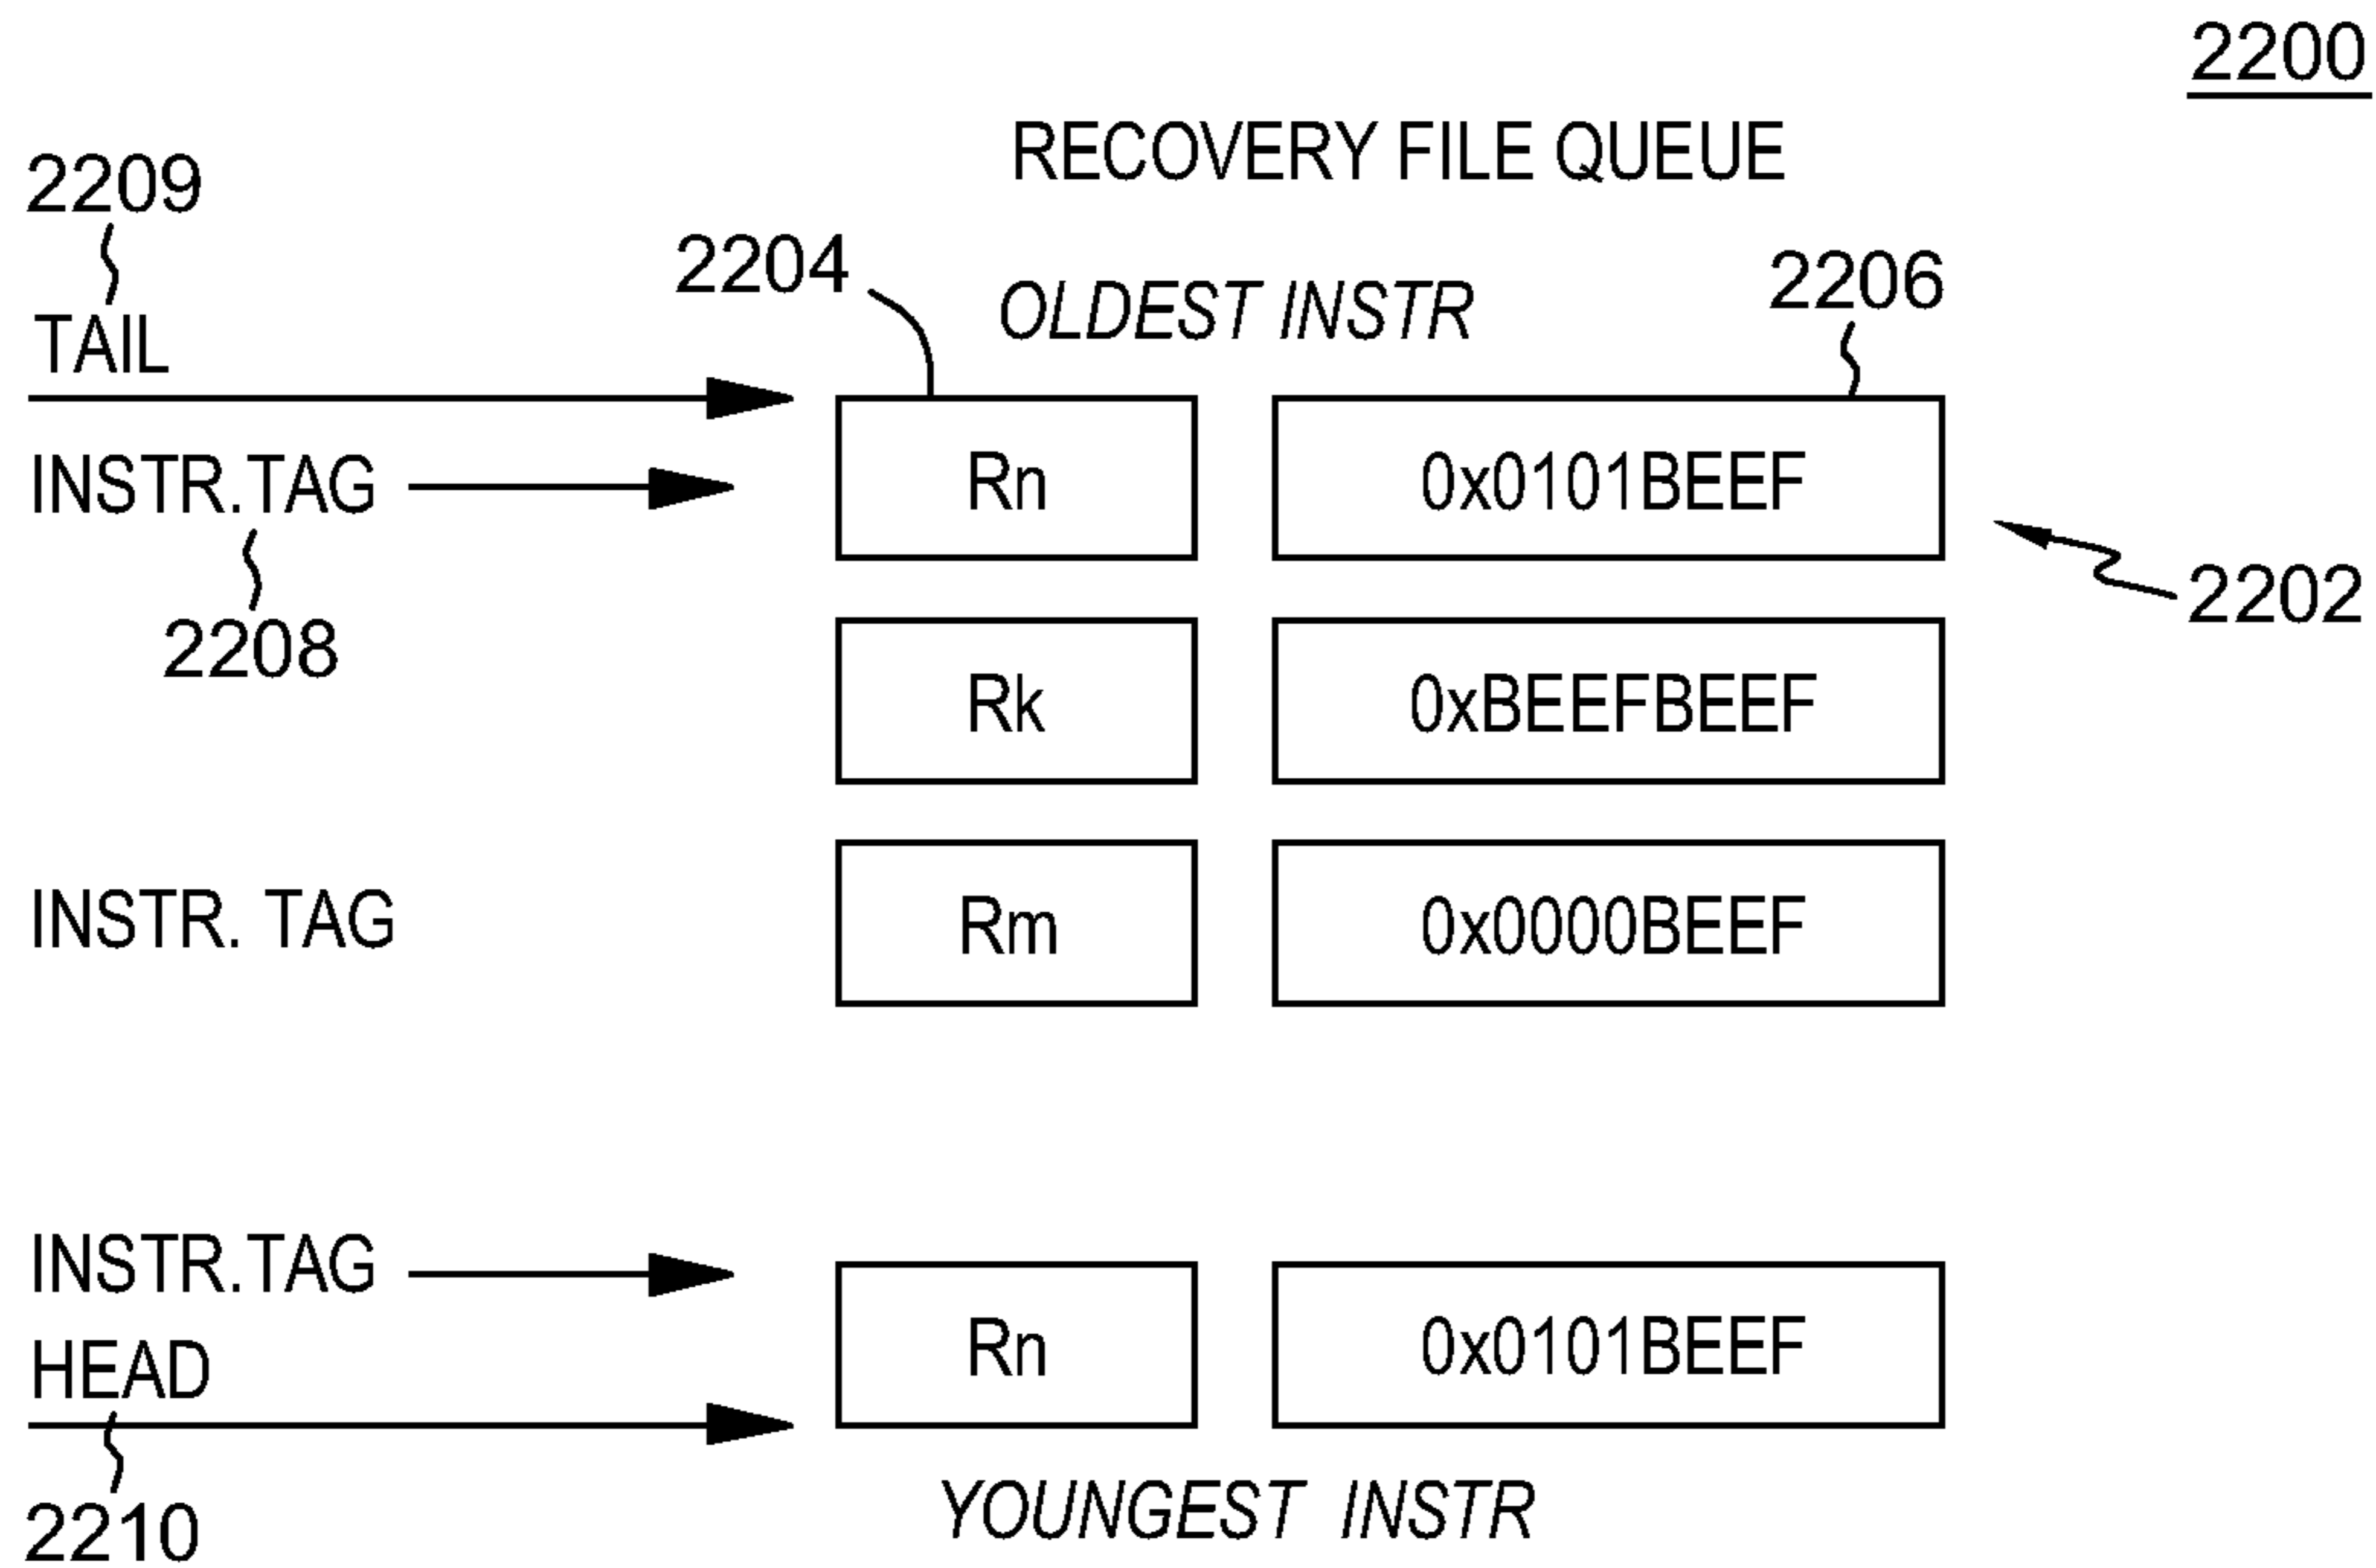 2200
RECOVERY FILE QUEUE
2209
2204
OLDEST INSTR
2206
TAIL
INSTR.TAG
Rn
0x0101BEEF
2202
2208
Rk
0xBEEFBEEF
INSTR. TAG
Rm
0x0000BEEF
INSTR.TAG
HEAD
Rn
0x0101BEEF
2210
YOUNGEST INSTR